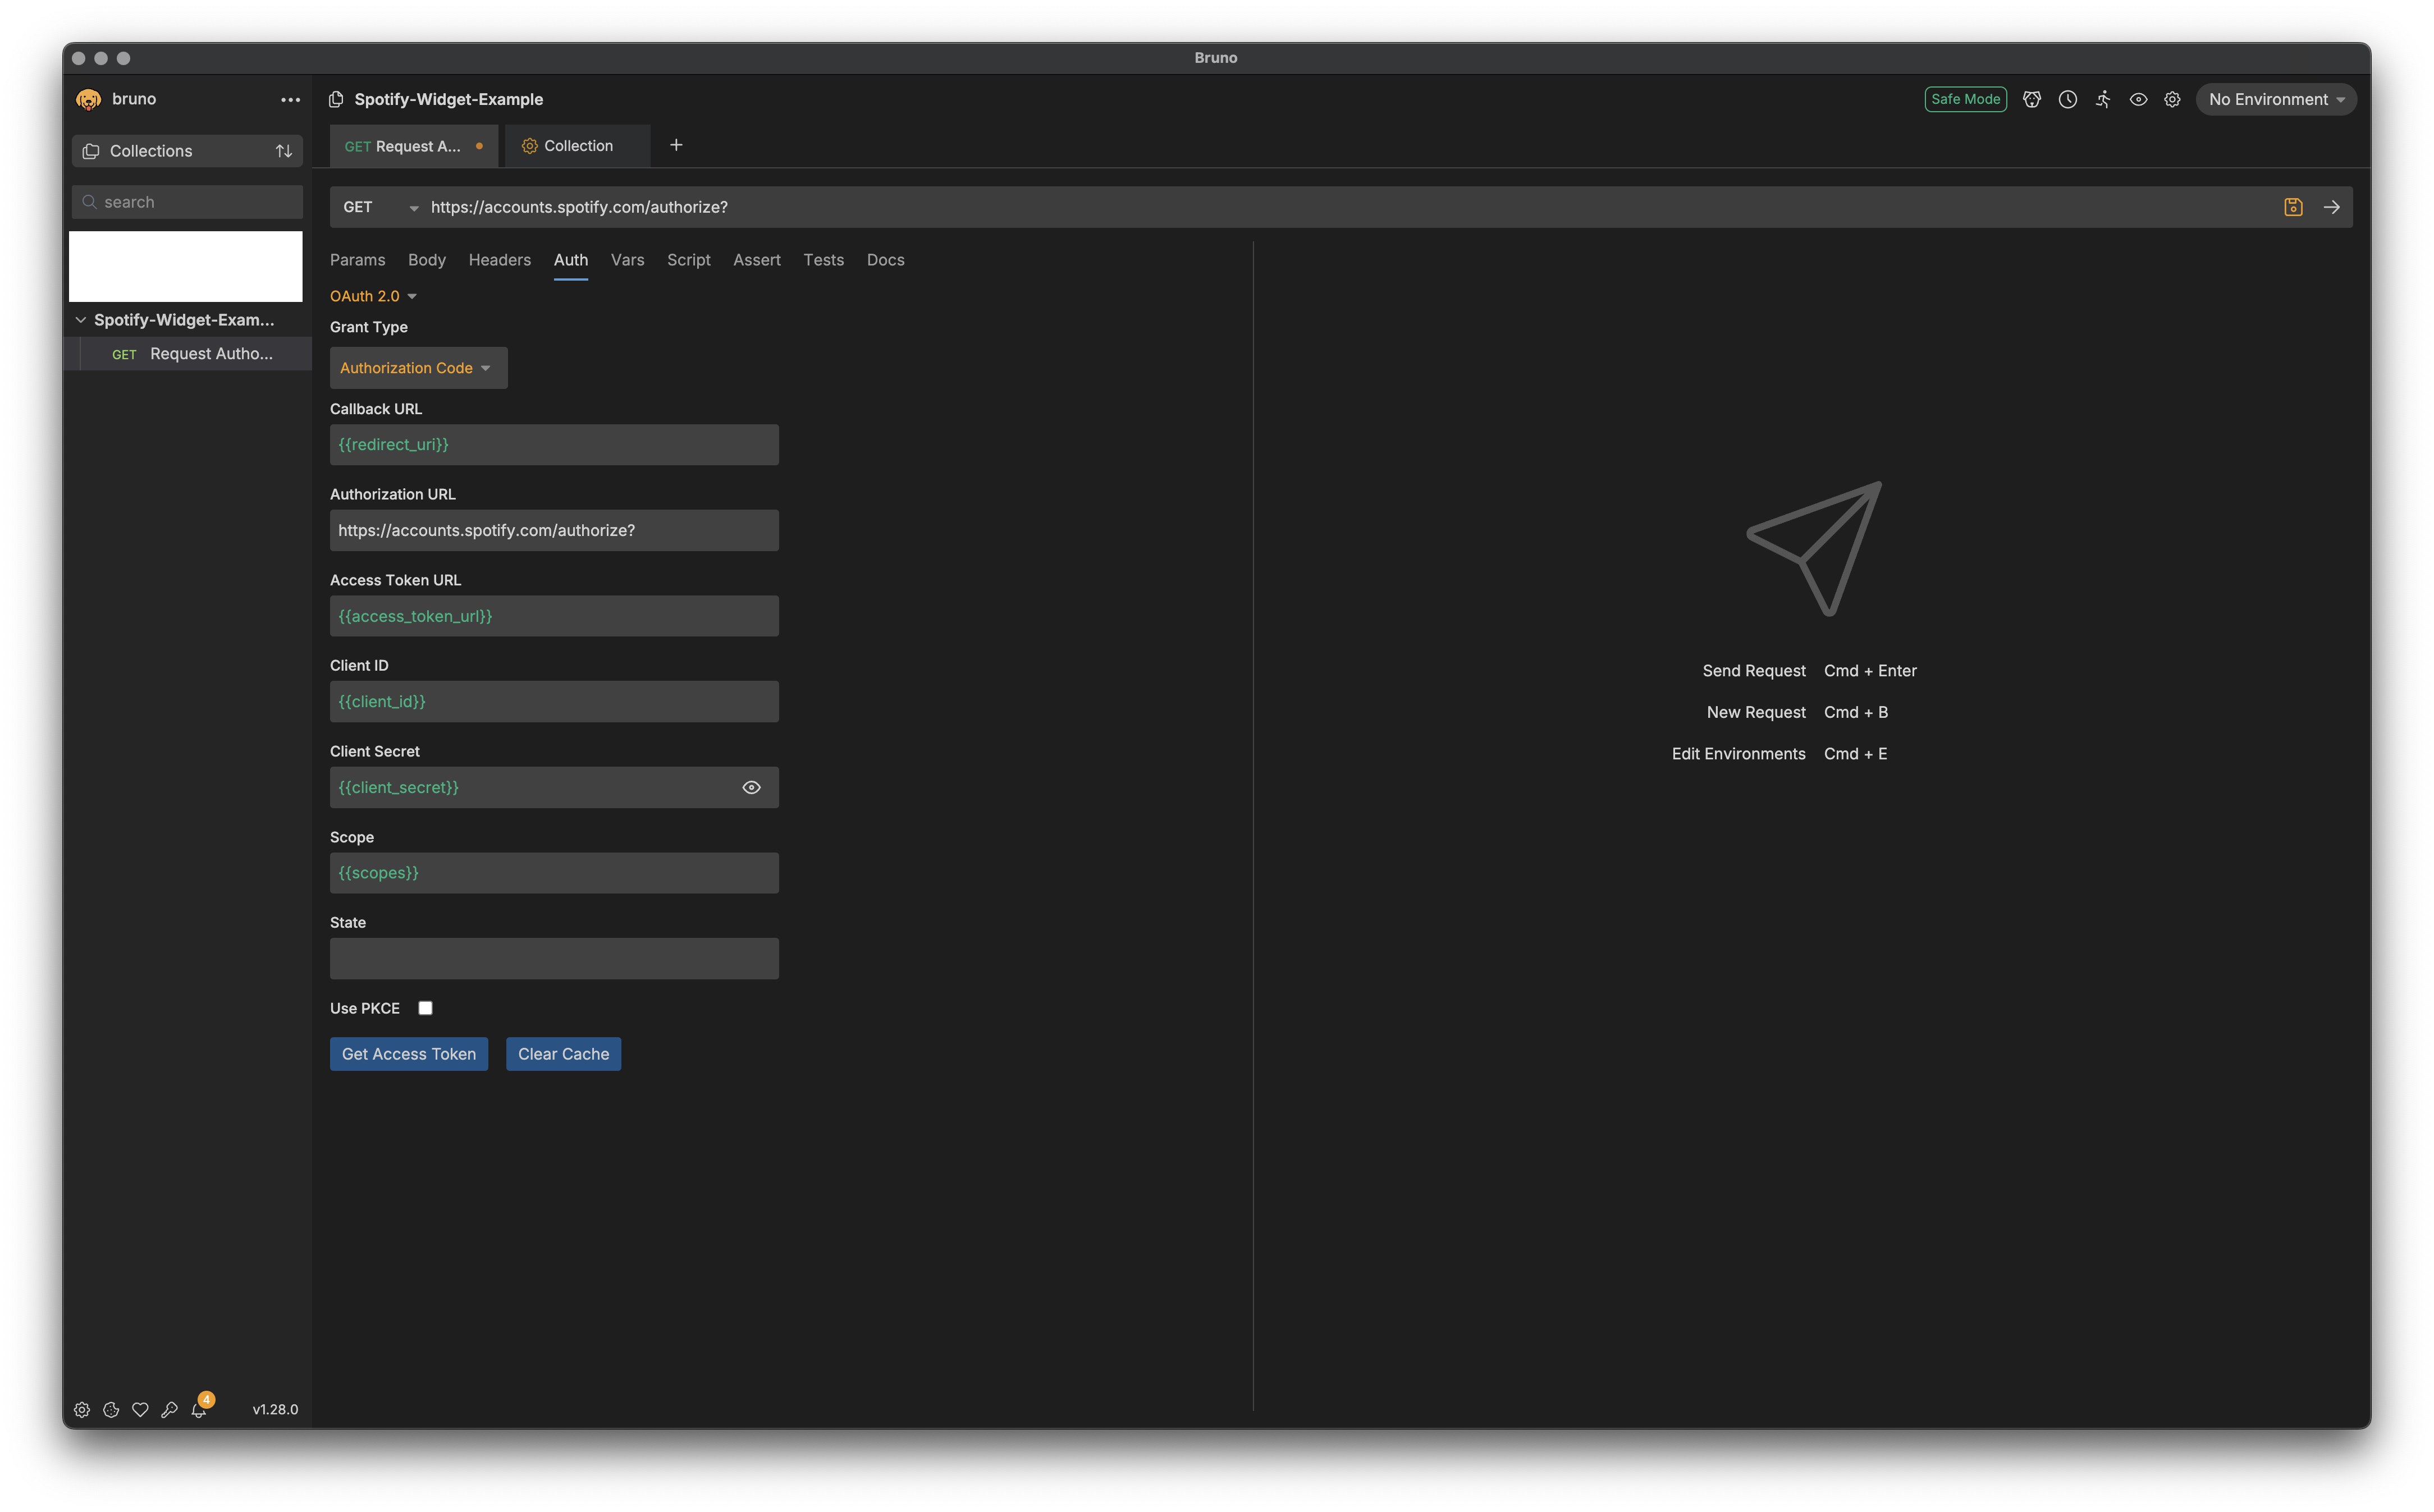 Bruno
bruno
Collections
search
Spotify-Widget-Exam...
GET Request Autho...
4
v1.28.0
Spotify-Widget-Example
Safe Mode
No Environment
GET Request A...
Collection
+
GET https://accounts.spotify.com/authorize?
Params Body Headers Auth Vars Script Assert Tests Docs
OAuth 2.0
Grant Type
Authorization Code
Callback URL
{{redirect_uri}}
Authorization URL
https://accounts.spotify.com/authorize?
Access Token URL
{{access_token_url}}
Client ID
{{client_id}}
Client Secret
{{client_secret}}
Scope
{{scopes}}
State
Use PKCE
Get Access Token Clear Cache
Send Request Cmd + Enter
New Request Cmd + B
Edit Environments Cmd + E